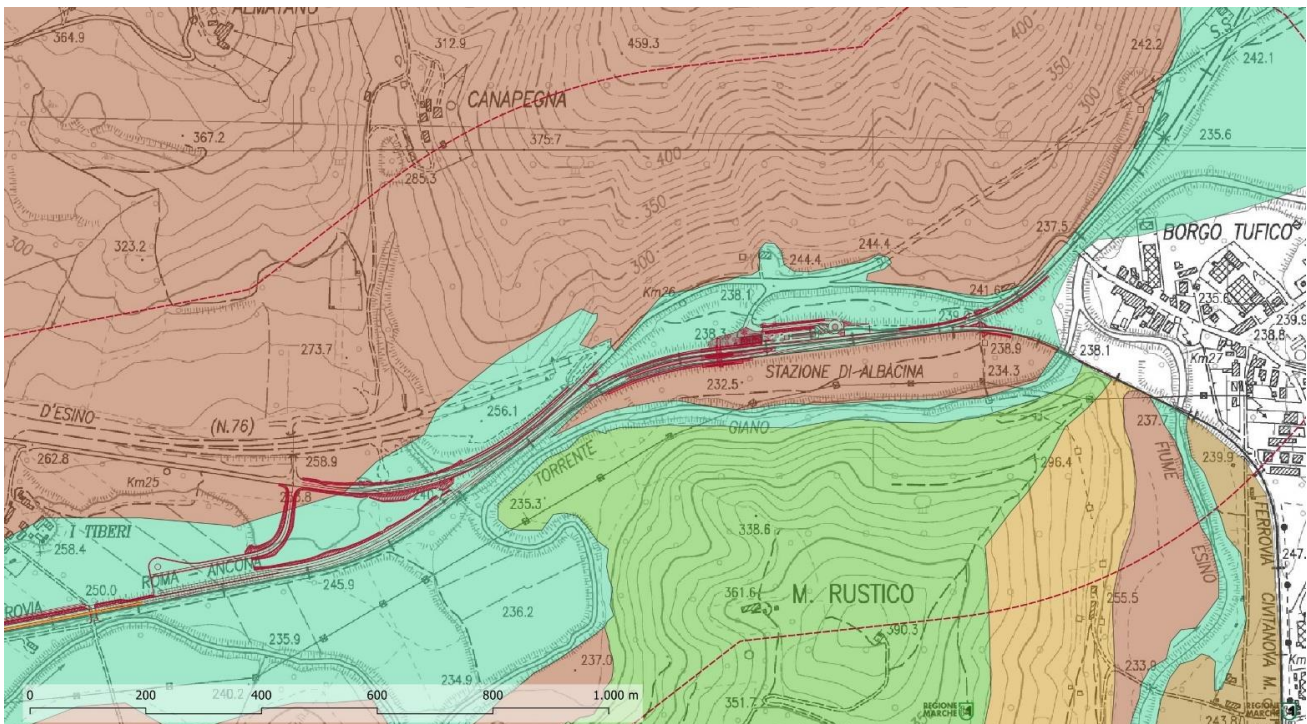 ALMATANO
364.9
312.9
459.3
400
242.2
S.S.
242.1
350
300
CANAPEGNA
367.2
375.7
235.6
400
285.3
350
237.5
BORGO TUFICO
300
323.2
300
244.4
244.4
Km26
238.1
241.6
235.6
239.9
273.7
238.3
238.8
238.9
238.1
Km27
STAZIONE DI ALBACINA
232.5
234.3
D'ESINO
(N.76)
256.1
GIANO
237.7
262.8
258.9
TORRENTE
296.4
FIUME
239.9
Km25
235.3
I TIBERI
338.6
258.4
ROMA - ANCONA
ESINO
FERROVIA CIVITANOVA M.
250.0
245.9
361.6
M. RUSTICO
255.5
ROVIA
236.2
390.3
235.9
237.0
233.8
240.2
234.9
351.7
0 200 400 600 800 1.000 m
REGIONE
MARCHE
REGIONE
MARCHE